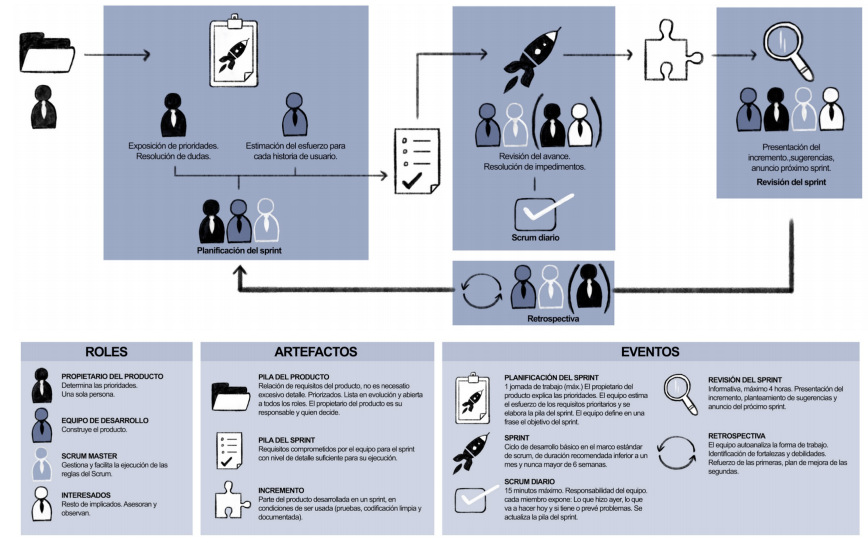 Exposición de prioridades.
Resolución de dudas.
Estimación del esfuerzo para
cada historia de usuario.
Planificación del sprint
Revisión del avance.
Resolución de impedimentos.
Scrum diario
Presentación del
incremento.,sugerencias,
anuncio próximo sprint.
Revisión del sprint
Retrospectiva
ROLES
PROPIETARIO DEL PRODUCTO
Determina las prioridades.
Una sola persona.
EQUIPO DE DESARROLLO
Construye el producto.
SCRUM MASTER
Gestiona y facilita la ejecución de las
reglas del Scrum.
INTERESADOS
Resto de implicados. Asesoran y
observan.
ARTEFACTOS
PILA DEL PRODUCTO
Relación de requisitos del producto, no es necesatio
excesivo detalle. Priorizados. Lista en evolución y abierta
a todos los roles. El propietario del producto es su
responsable y quien decide.
PILA DEL SPRINT
Requisitos comprometidos por el equipo para el sprint
con nivel de detalle suficiente para su ejecución.
INCREMENTO
Parte del producto desarrollada en un sprint, en
condiciones de ser usada (pruebas, codificación limpia y
documentada).
EVENTOS
PLANIFICACIÓN DEL SPRINT
1 jornada de trabajo (máx.) El propietario del
producto explica las prioridades. El equipo estima
el esfuerzo de los requisitos prioritarios y se
elabora la pila del sprint. El equipo define en una
frase el objetivo del sprint.
SPRINT
Ciclo de desarrollo básico en el marco estándar
de scrum, de duración recomendada inferior a un
mes y nunca mayor de 6 semanas.
SCRUM DIARIO
15 minutos máximo. Responsabilidad del equipo.
cada miembro expone: Lo que hizo ayer, lo que
va a hacer hoy y si tiene o prevé problemas. Se
actualiza la pila del sprint.
REVISIÓN DEL SPRINT
Informativa, máximo 4 horas. Presentación del
incremento, planteamiento de sugerencias y
anuncio del prócimo sprint.
RETROSPECTIVA
El equipo autoanaliza la forma de trabajo.
Identificación de fortalezas y debilidades.
Refuerzo de las primeras, plan de mejora de las
segundas.